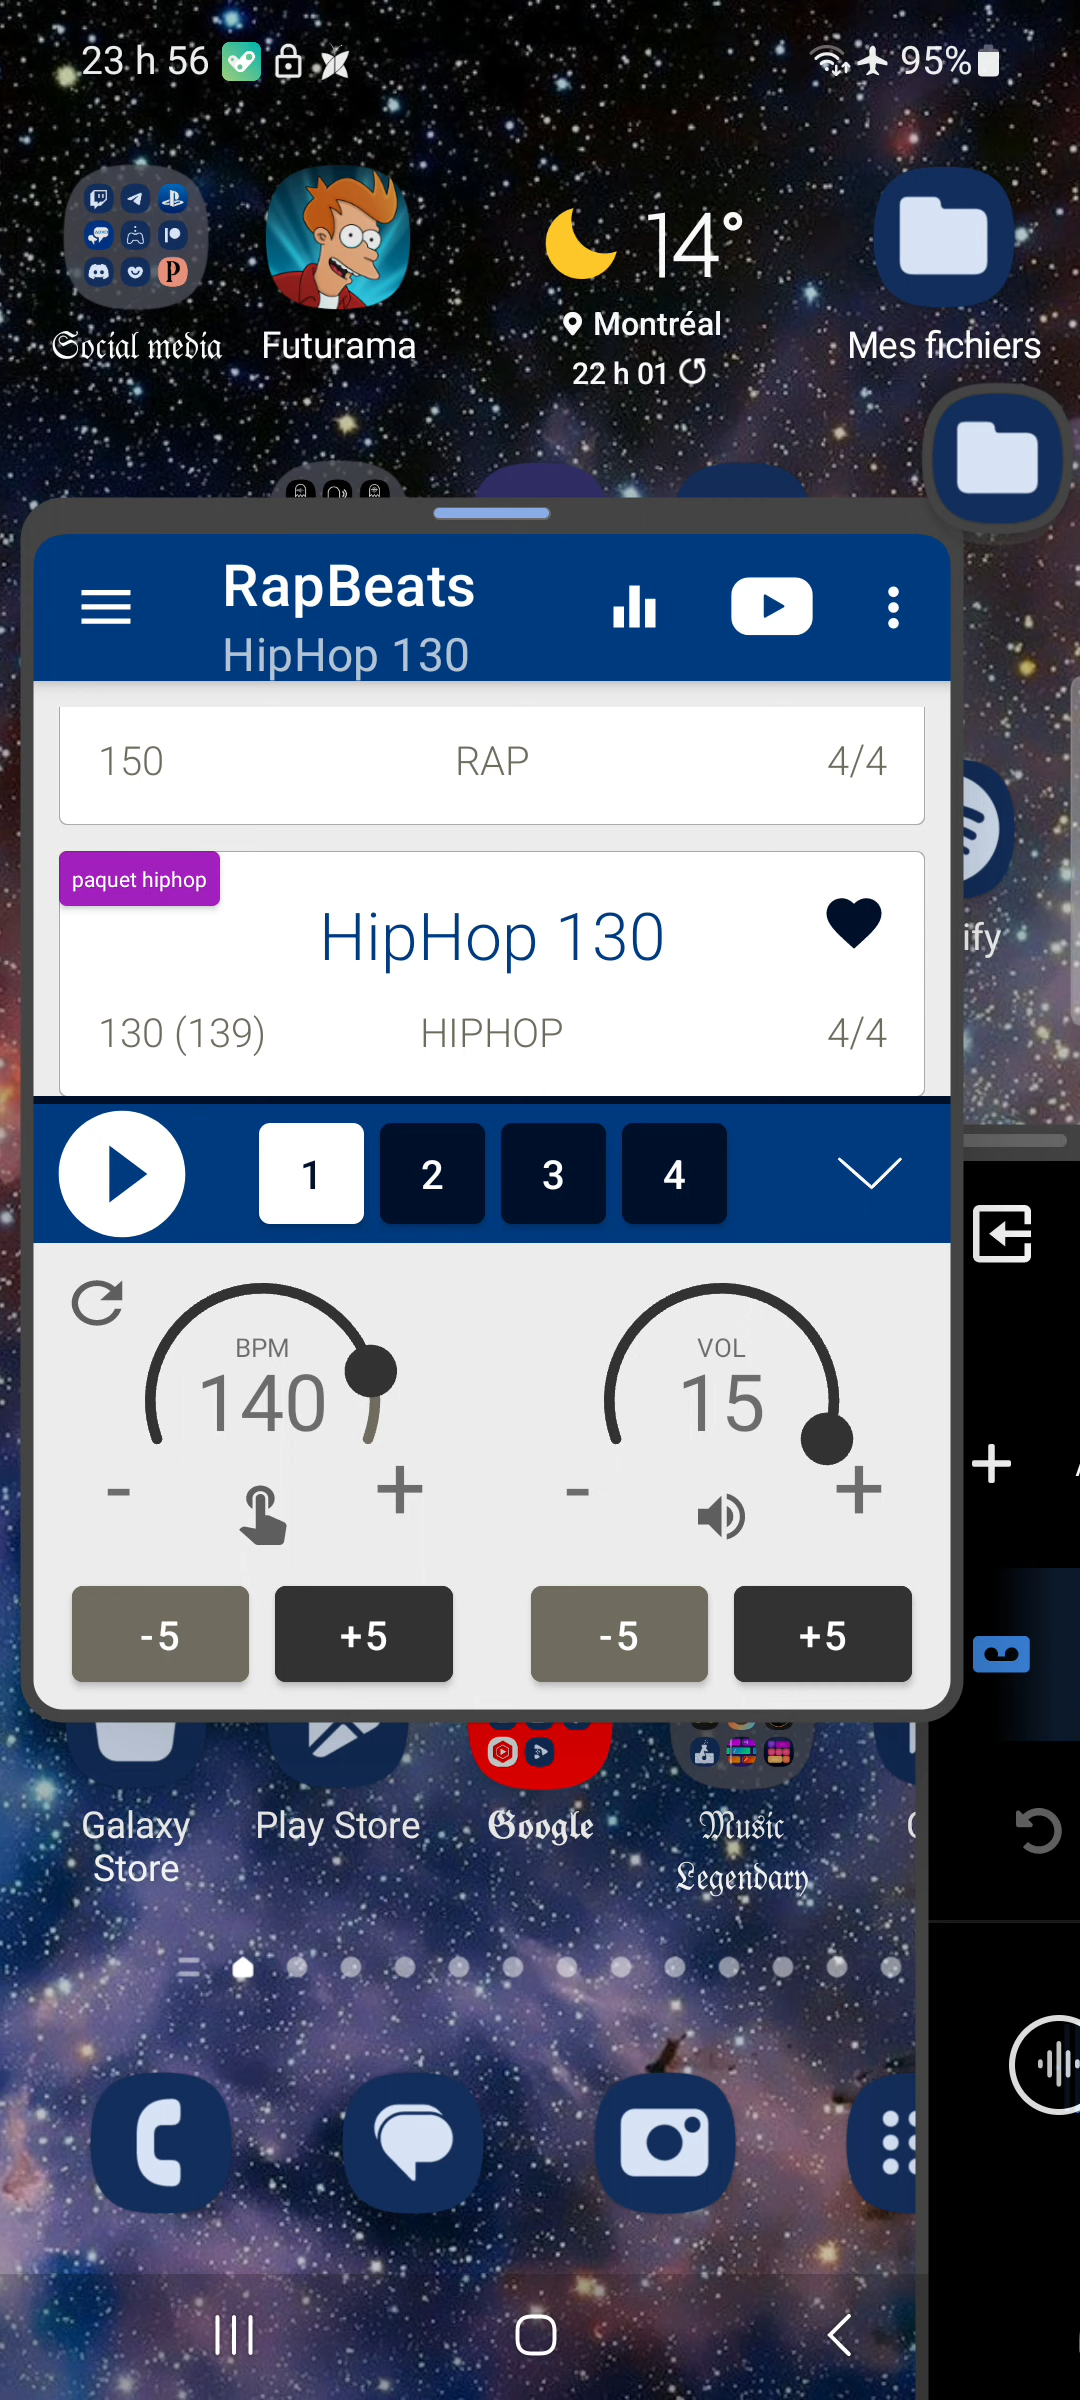 23 h 56
95%
14°
Montréal
22 h 01
Social media
Futurama
Mes fichiers
RapBeats
HipHop 130
150 RAP 4/4
paquet hiphop
HipHop 130
130 (139) HIPHOP 4/4
ify
1 2 3 4
BPM
140
- +
VOL
15
- +
-5 +5 -5 +5
Galaxy
Store
Play Store
Google
Music
Legendary